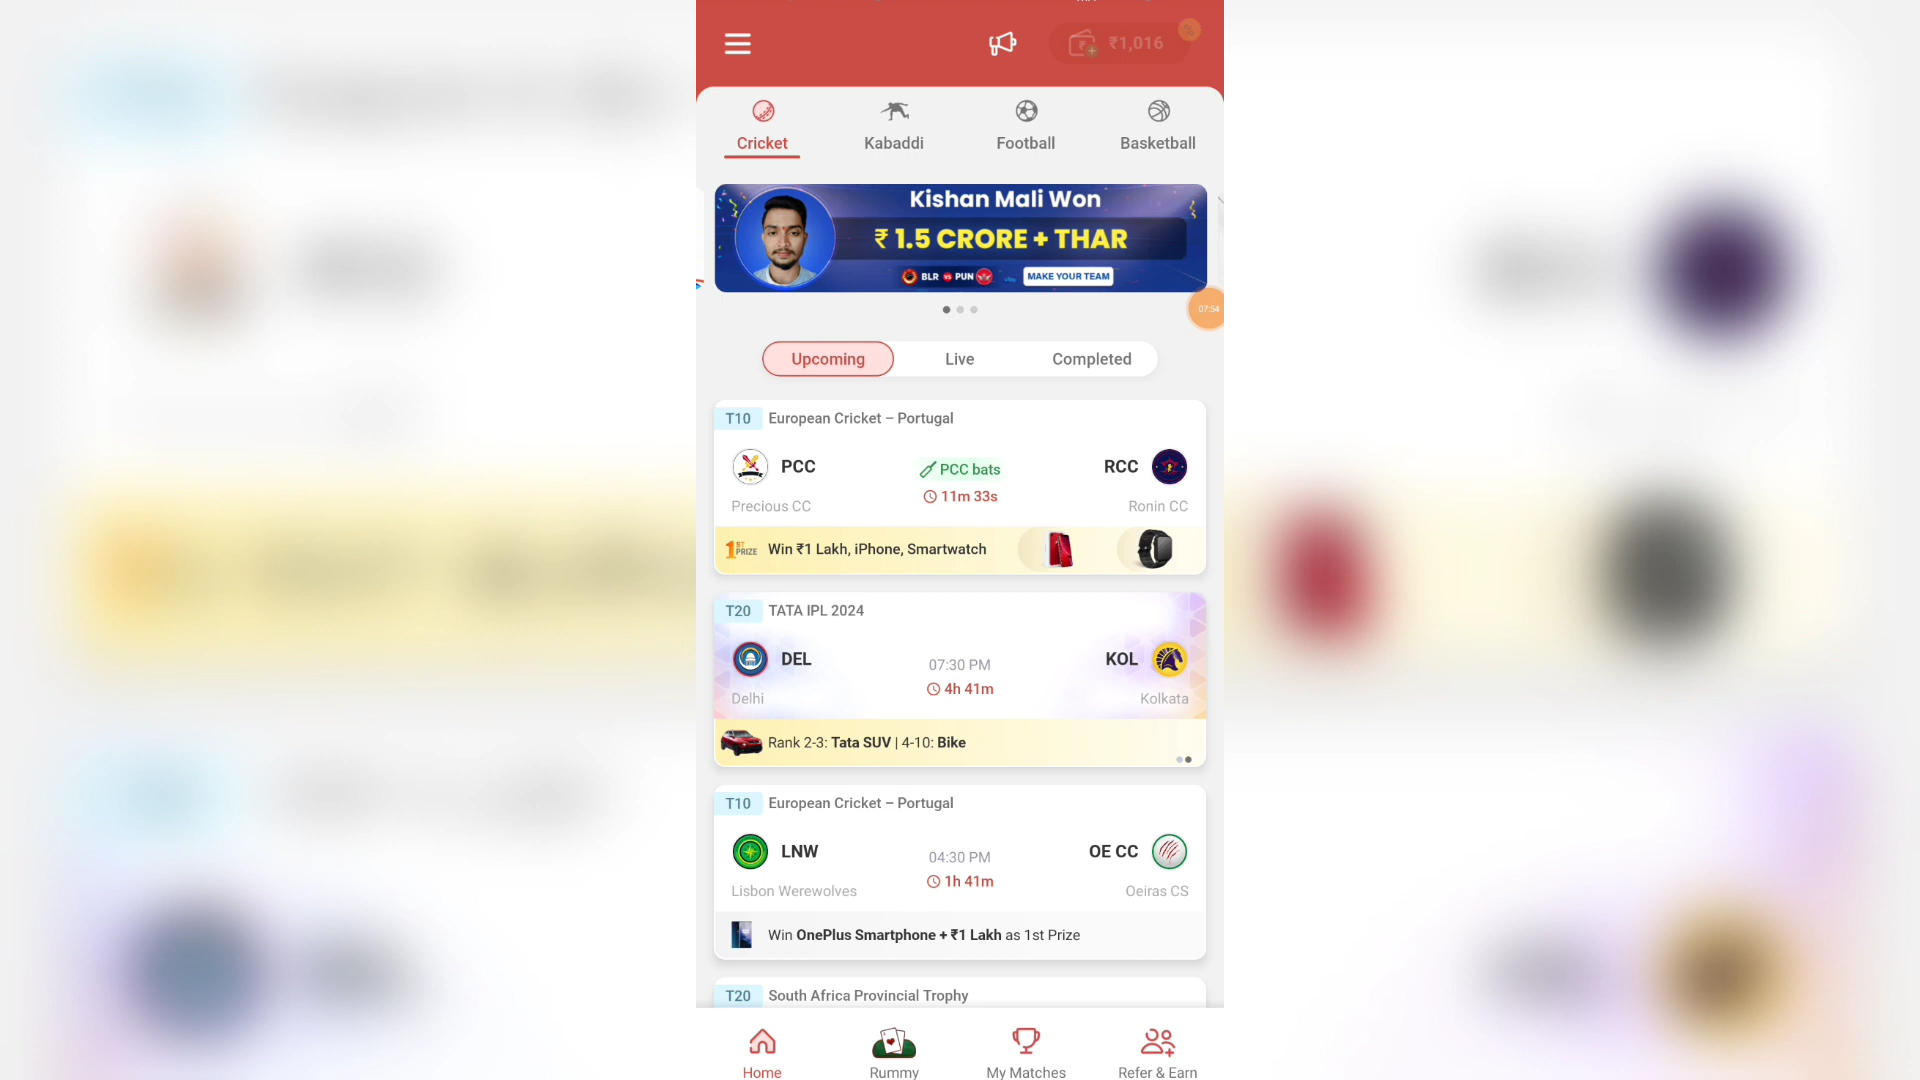 ₹1,016
Cricket
Kabaddi
Football
Basketball
Kishan Mali Won
₹ 1.5 CRORE + THAR
BLR VS PUN
MAKE YOUR TEAM
07:54
Upcoming
Live
Completed
T10 European Cricket – Portugal
PCC
PCC bats
RCC
11m 33s
Precious CC
Ronin CC
1ST PRIZE Win ₹1 Lakh, iPhone, Smartwatch
T20 TATA IPL 2024
DEL
07:30 PM
KOL
4h 41m
Delhi
Kolkata
Rank 2-3: Tata SUV | 4-10: Bike
T10 European Cricket – Portugal
LNW
04:30 PM
OE CC
1h 41m
Lisbon Werewolves
Oeiras CS
Win OnePlus Smartphone + ₹1 Lakh as 1st Prize
T20 South Africa Provincial Trophy
Home
Rummy
My Matches
Refer & Earn